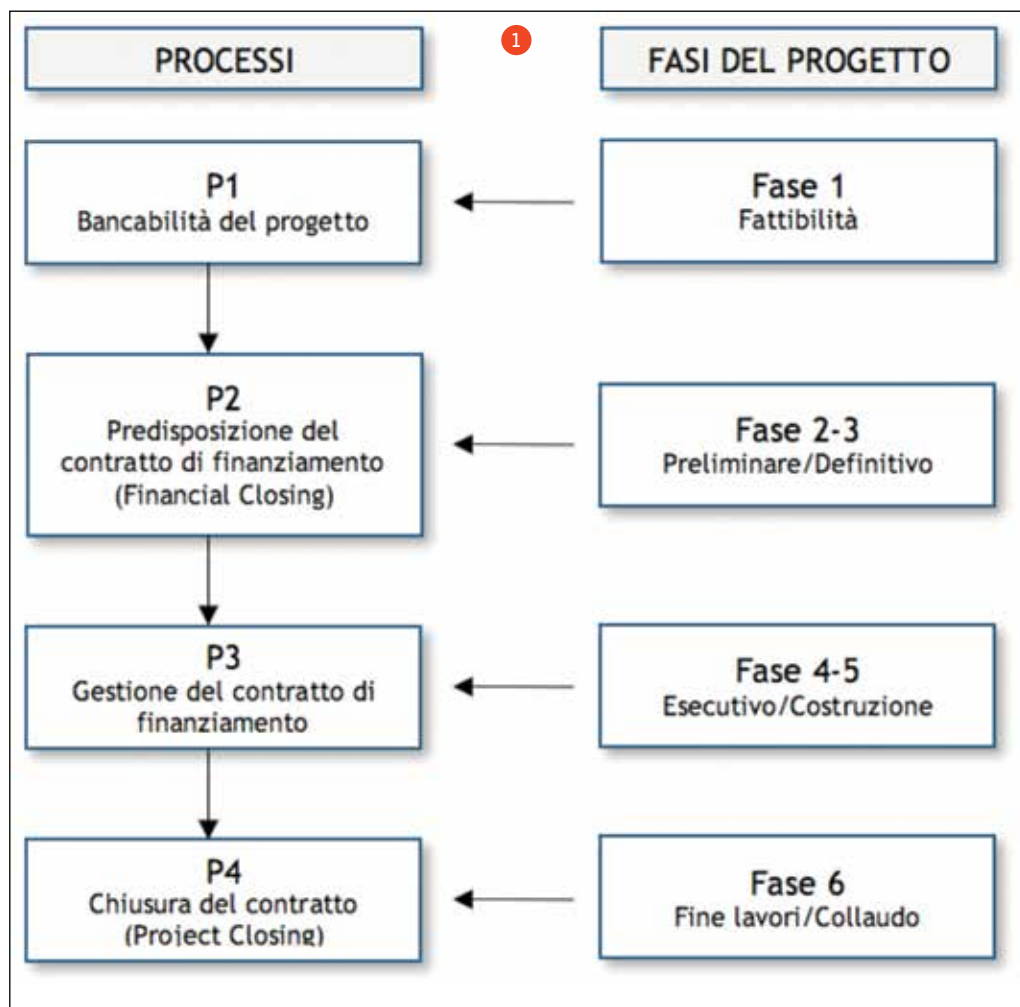 PROCESSI
1
FASI DEL PROGETTO
P1
Bancabilità del progetto
Fase 1
Fattibilità
P2
Predisposizione del
contratto di finanziamento
(Financial Closing)
Fase 2-3
Preliminare/Definitivo
P3
Gestione del contratto di
finanziamento
Fase 4-5
Esecutivo/Costruzione
P4
Chiusura del contratto
(Project Closing)
Fase 6
Fine lavori/Collaudo